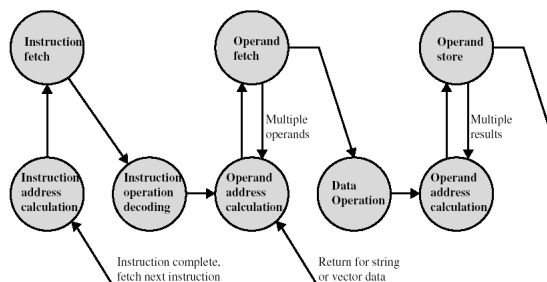 Instruction
fetch
Operand
fetch
Operand
store
Multiple
operands
Multiple
results
Instruction
address
calculation
Instruction
operation
decoding
Operand
address
calculation
Data
Operation
Operand
address
calculation
Instruction complete,
fetch next instruction
Return for string
or vector data